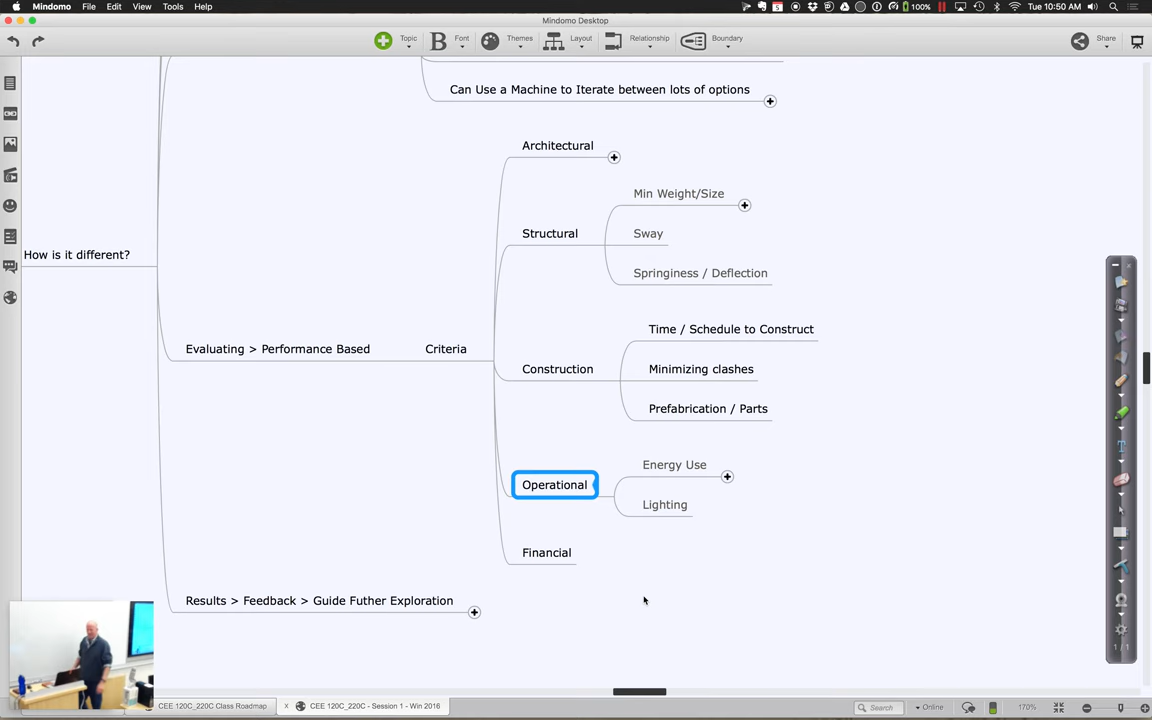 Mindomo File Edit View Tools Help
100% Tue 10:50 AM
Mindomo Desktop
Topic Font Themes Layout Relationship Boundary Share
Can Use a Machine to Iterate between lots of options
Architectural
Min Weight/Size
Structural
Sway
Springiness / Deflection
How is it different?
Time / Schedule to Construct
Evaluating > Performance Based
Criteria
Construction
Minimizing clashes
Prefabrication / Parts
Energy Use
Operational
Lighting
Financial
Results > Feedback > Guide Futher Exploration
1 / 1
CEE 120C_220C Class Roadmap
x CEE 120C_220C - Session 1 - Win 2016
Search
Online
170%